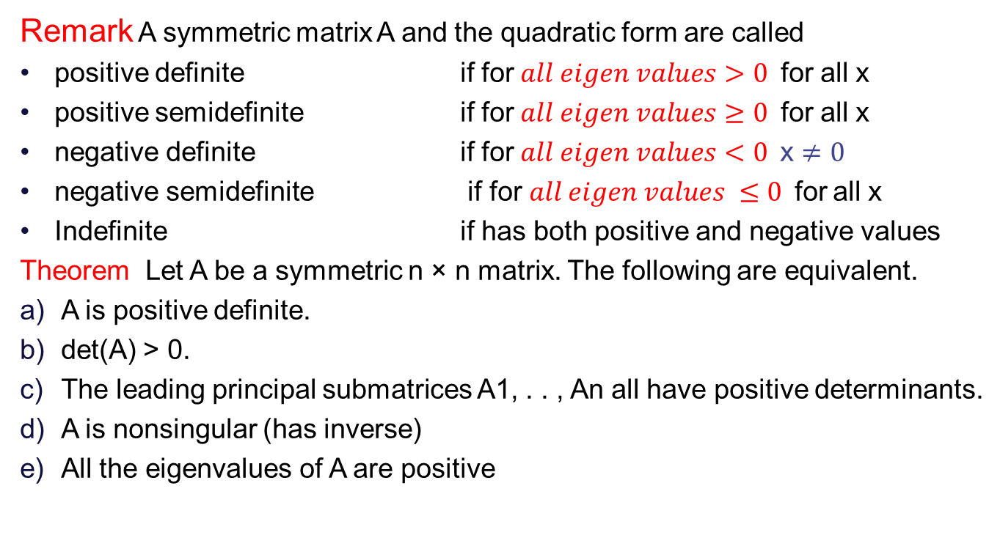 Remark A symmetric matrix A and the quadratic form are called
• positive definite if for all eigen values > 0 for all x
• positive semidefinite if for all eigen values ≥ 0 for all x
• negative definite if for all eigen values < 0 x ≠ 0
• negative semidefinite if for all eigen values ≤ 0 for all x
• Indefinite if has both positive and negative values
Theorem Let A be a symmetric n × n matrix. The following are equivalent.
a) A is positive definite.
b) det(A) > 0.
c) The leading principal submatrices A1, . . , An all have positive determinants.
d) A is nonsingular (has inverse)
e) All the eigenvalues of A are positive